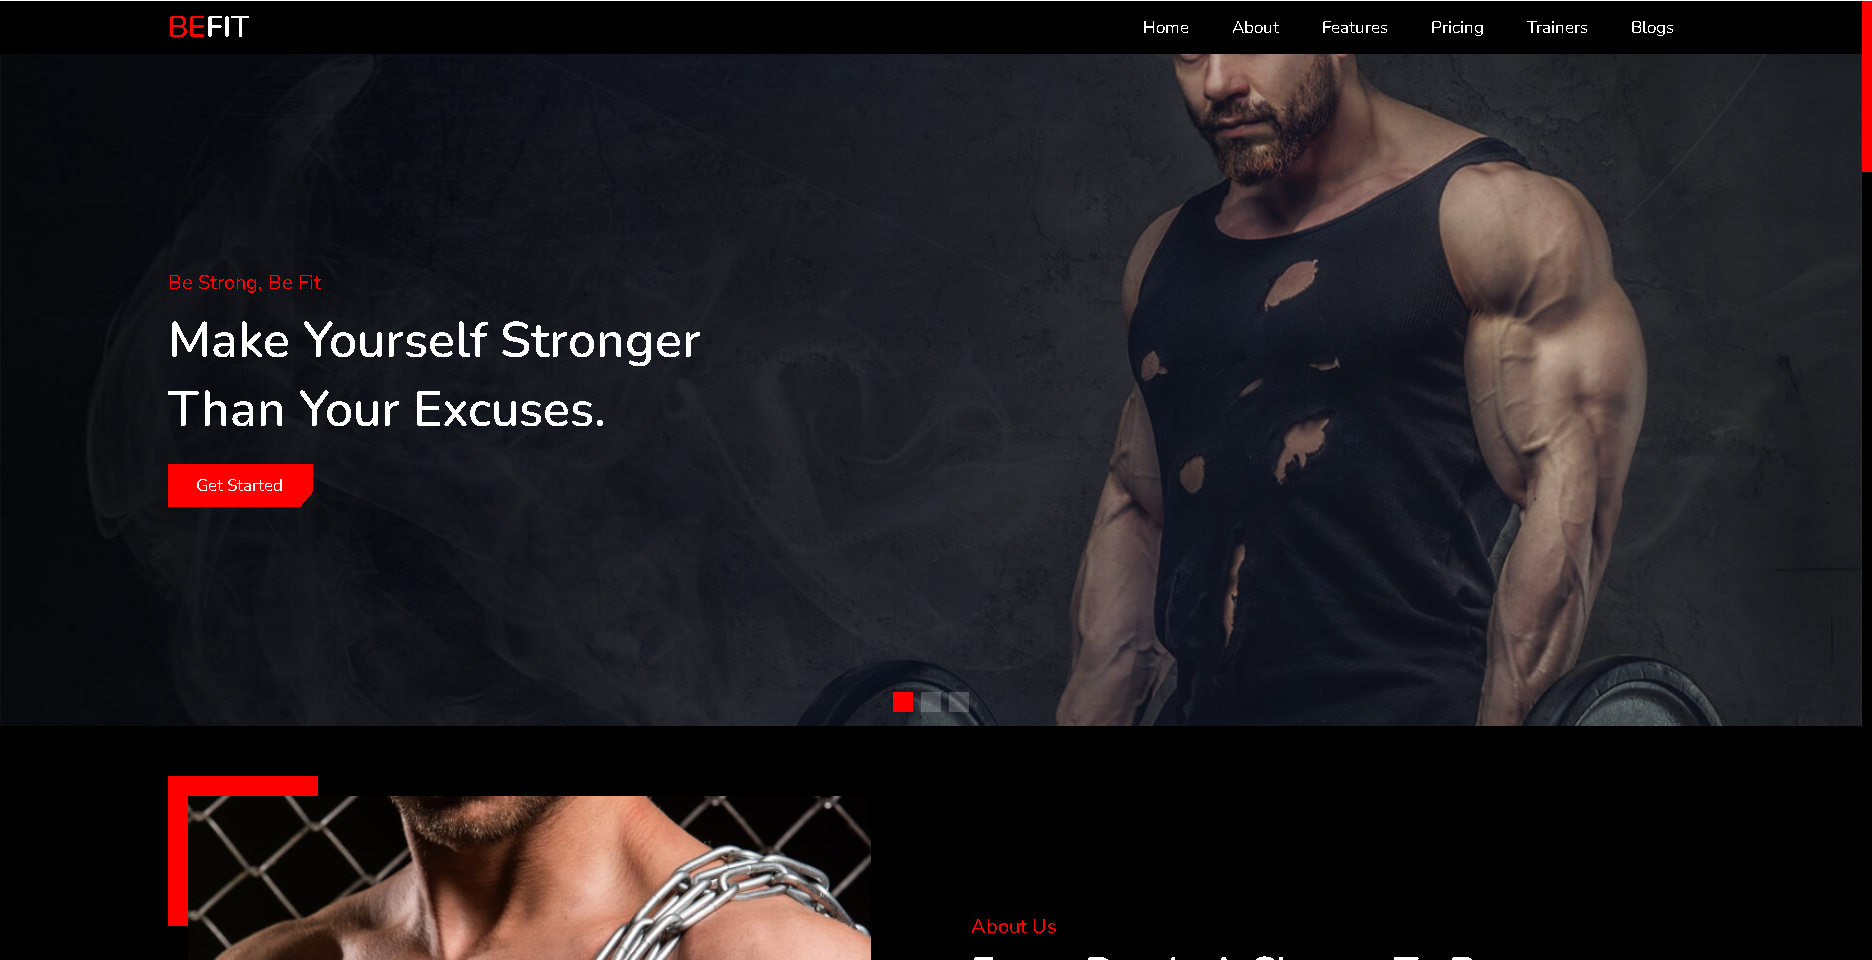 BEFIT
Home About Features Pricing Trainers Blogs
Be Strong, Be Fit
Make Yourself Stronger
Than Your Excuses.
Get Started
About Us